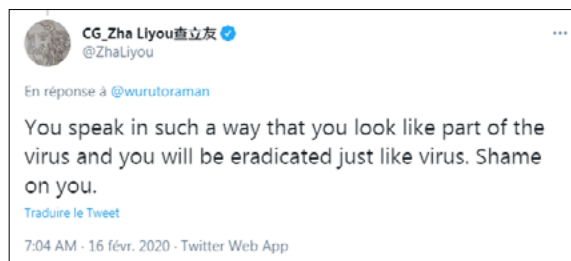 CG_Zha Liyou查立友
@ZhaLiyou
En réponse à @wurutoraman
You speak in such a way that you look like part of the
virus and you will be eradicated just like virus. Shame
on you.
Traduire le Tweet
7:04 AM · 16 févr. 2020 · Twitter Web App